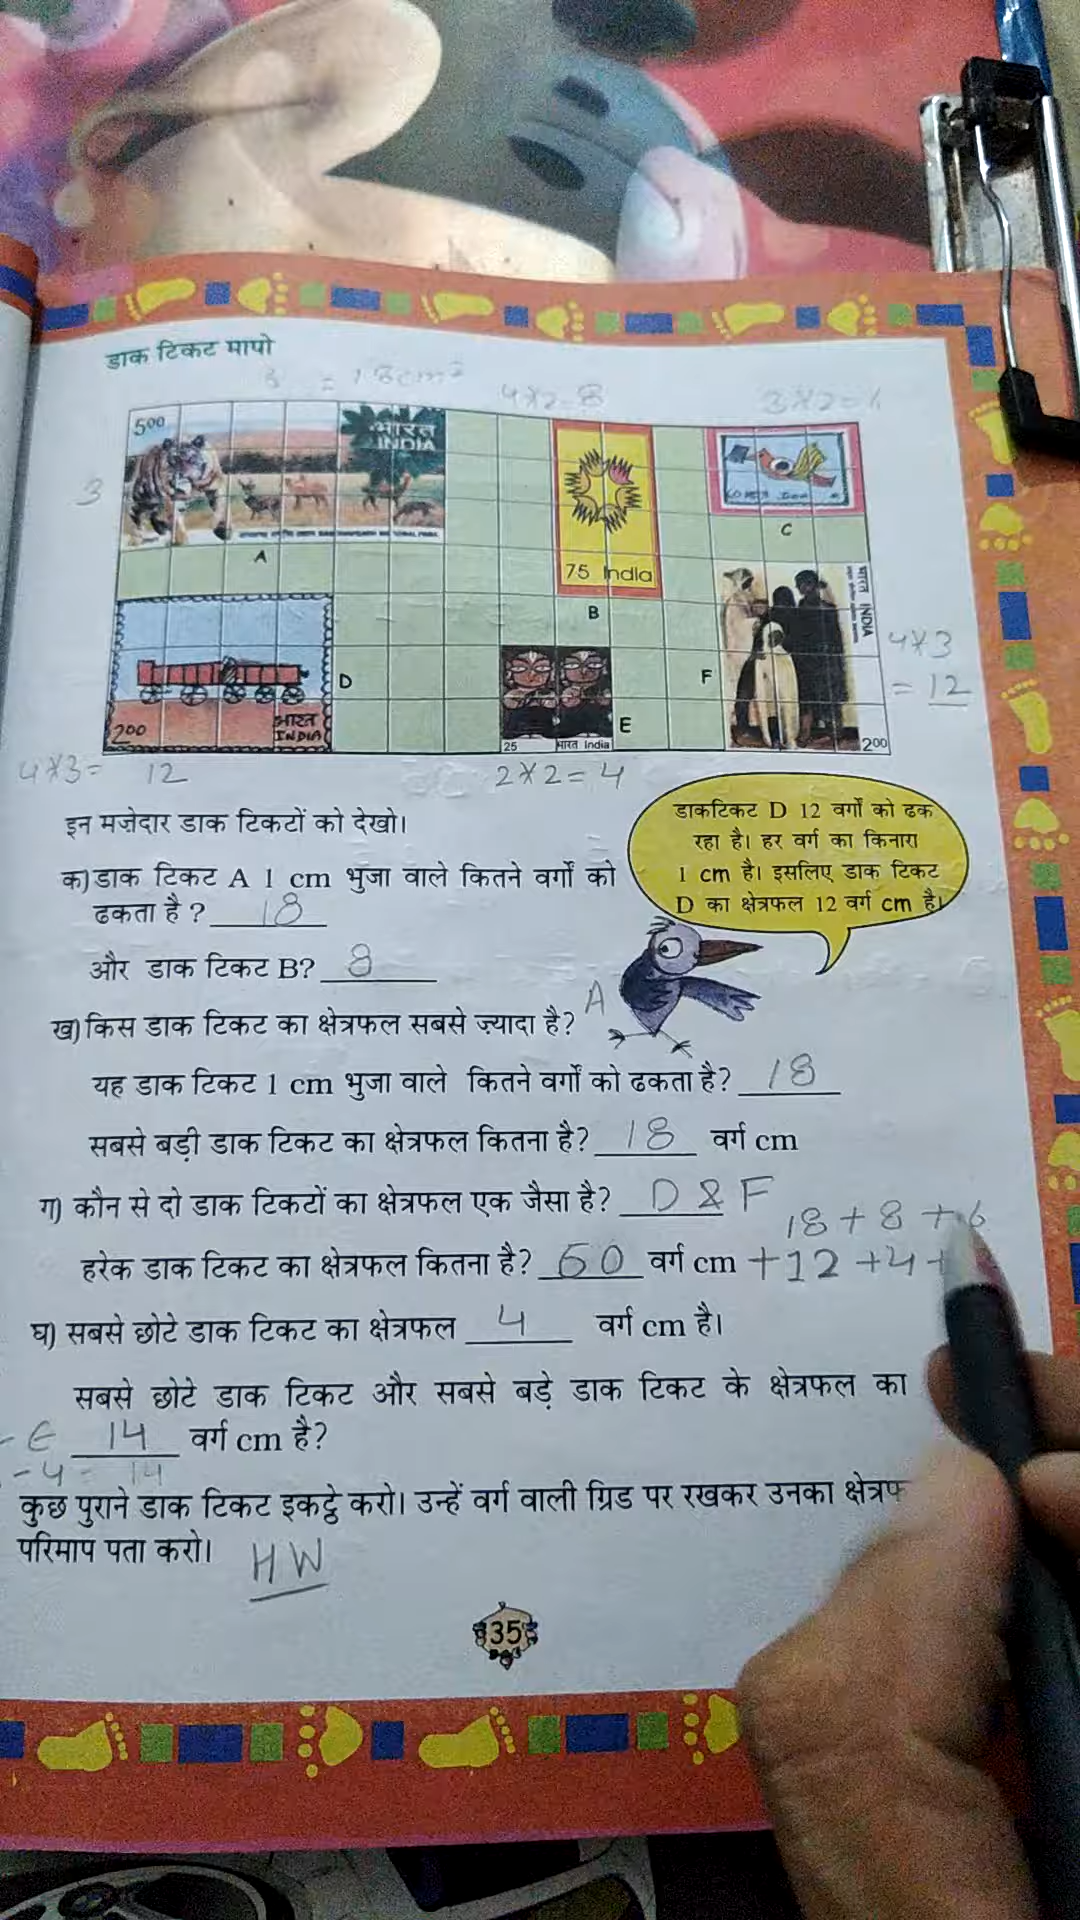 डाक टिकट मापो
= 18cm²
4*2=8
3*2=
500
भारत
INDIA
3
A
75 India
B
C
भारत INDIA
D
200
भारत
INDIA
25 भारत India
E
F
200
4*3
= 12
4*3= 12
2*2=4
इन मज़ेदार डाक टिकटों को देखो।
डाकटिकट D 12 वर्गों को ढक
रहा है। हर वर्ग का किनारा
1 cm है। इसलिए डाक टिकट
D का क्षेत्रफल 12 वर्ग cm है।
क) डाक टिकट A 1 cm भुजा वाले कितने वर्गों को
ढकता है ? 18
और डाक टिकट B? 8
ख) किस डाक टिकट का क्षेत्रफल सबसे ज़्यादा है? A
यह डाक टिकट 1 cm भुजा वाले कितने वर्गों को ढकता है? 18
सबसे बड़ी डाक टिकट का क्षेत्रफल कितना है? 18 वर्ग cm
ग) कौन से दो डाक टिकटों का क्षेत्रफल एक जैसा है? D & F
18+8+6
हरेक डाक टिकट का क्षेत्रफल कितना है? 60 वर्ग cm +12+4+
घ) सबसे छोटे डाक टिकट का क्षेत्रफल 4 वर्ग cm है।
सबसे छोटे डाक टिकट और सबसे बड़े डाक टिकट के क्षेत्रफल का
- E 14 वर्ग cm है?
-4= 14
कुछ पुराने डाक टिकट इकट्ठे करो। उन्हें वर्ग वाली ग्रिड पर रखकर उनका
परिमाप पता करो। HW
35